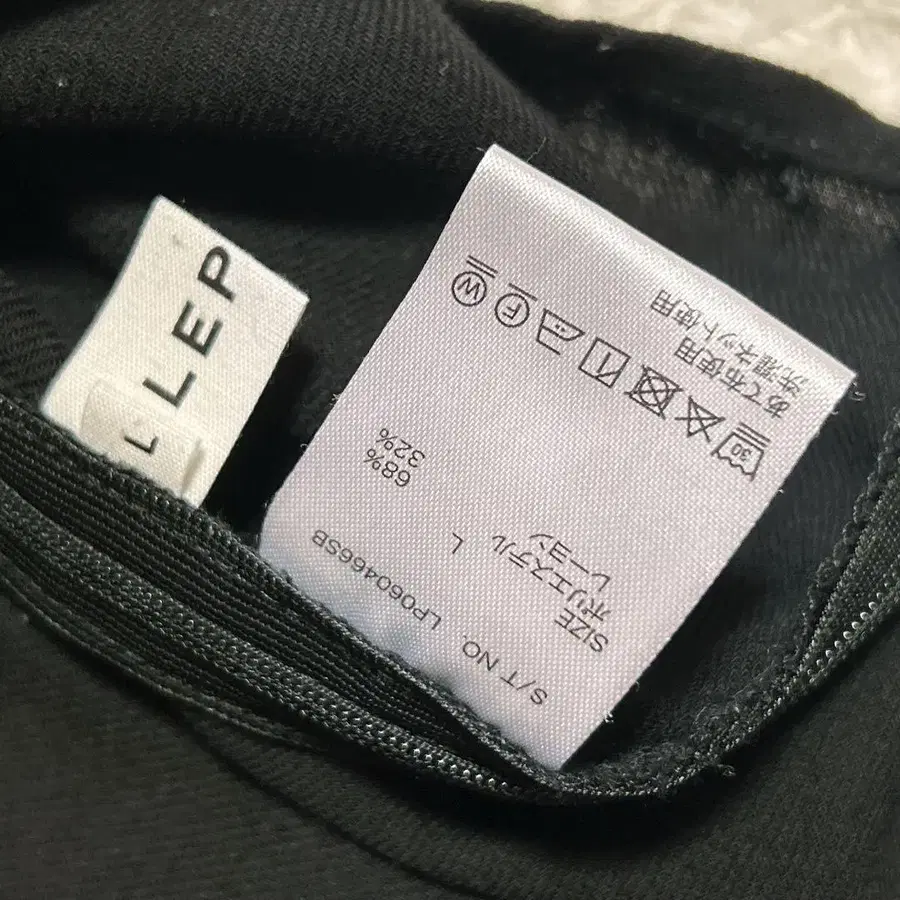 LLEP
L
S/T NO. LP060466SB
SIZE L
ポリエステル 68%
レーヨン 32%
30
F
W
あて布使用
洗濯ネット使用